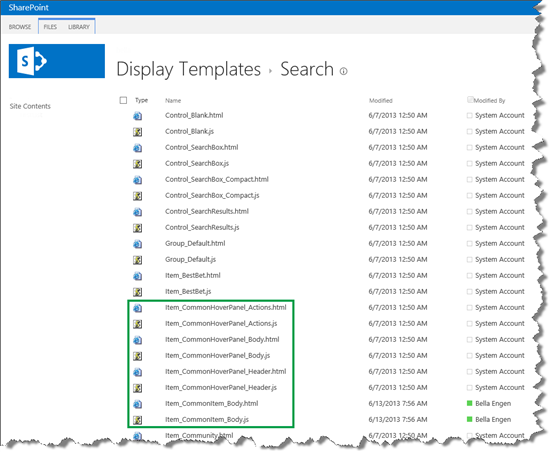 SharePoint
BROWSE FILES LIBRARY
S
Display Templates › Search
Site Contents
Type Name Modified Modified By
Control_Blank.html 6/7/2013 12:50 AM System Account
Control_Blank.js 6/7/2013 12:50 AM System Account
Control_SearchBox.html 6/7/2013 12:50 AM System Account
Control_SearchBox.js 6/7/2013 12:50 AM System Account
Control_SearchBox_Compact.html 6/7/2013 12:50 AM System Account
Control_SearchBox_Compact.js 6/7/2013 12:50 AM System Account
Control_SearchResults.html 6/7/2013 12:50 AM System Account
Control_SearchResults.js 6/7/2013 12:50 AM System Account
Group_Default.html 6/7/2013 12:50 AM System Account
Group_Default.js 6/7/2013 12:50 AM System Account
Item_BestBet.html 6/7/2013 12:50 AM System Account
Item_BestBet.js 6/7/2013 12:50 AM System Account
Item_CommonHoverPanel_Actions.html 6/7/2013 12:50 AM System Account
Item_CommonHoverPanel_Actions.js 6/7/2013 12:50 AM System Account
Item_CommonHoverPanel_Body.html 6/7/2013 12:50 AM System Account
Item_CommonHoverPanel_Body.js 6/7/2013 12:50 AM System Account
Item_CommonHoverPanel_Header.html 6/7/2013 12:50 AM System Account
Item_CommonHoverPanel_Header.js 6/7/2013 12:50 AM System Account
Item_CommonItem_Body.html 6/13/2013 7:56 AM Bella Engen
Item_CommonItem_Body.js 6/13/2013 7:56 AM Bella Engen
Item_Community.html 6/7/2013 12:50 AM System Account